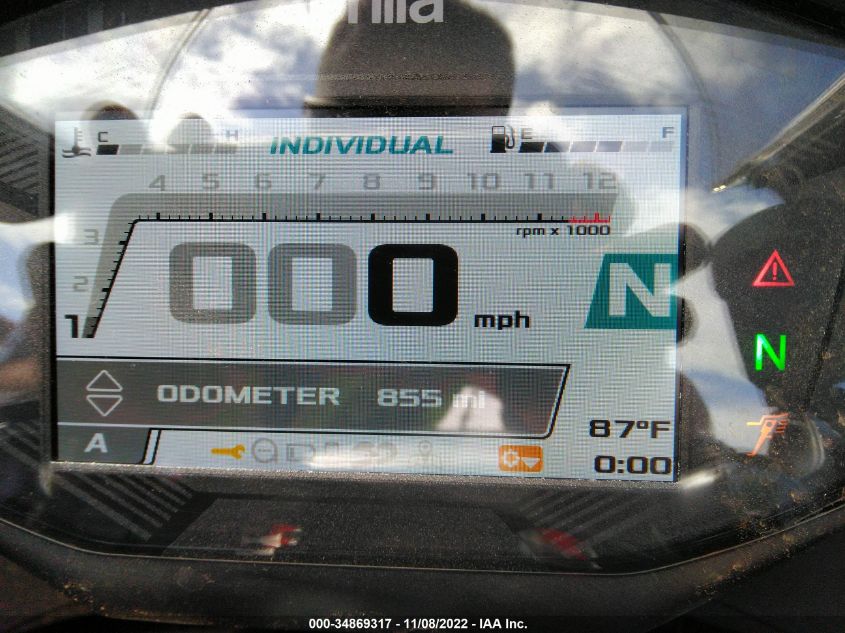 C H INDIVIDUAL E F
4 5 6 7 8 9 10 11 12
rpm x 1000
3
000 N
2
1 mph
N
ODOMETER 855 mi
87°F
A
0:00
000-34869317 - 11/08/2022 - IAA Inc.